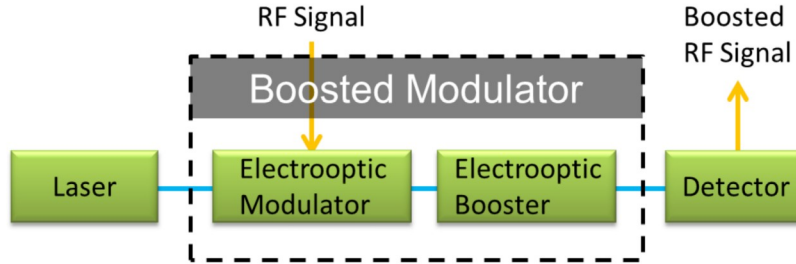 RF Signal
Boosted
RF Signal
Boosted Modulator
Laser
Electrooptic
Modulator
Electrooptic
Booster
Detector